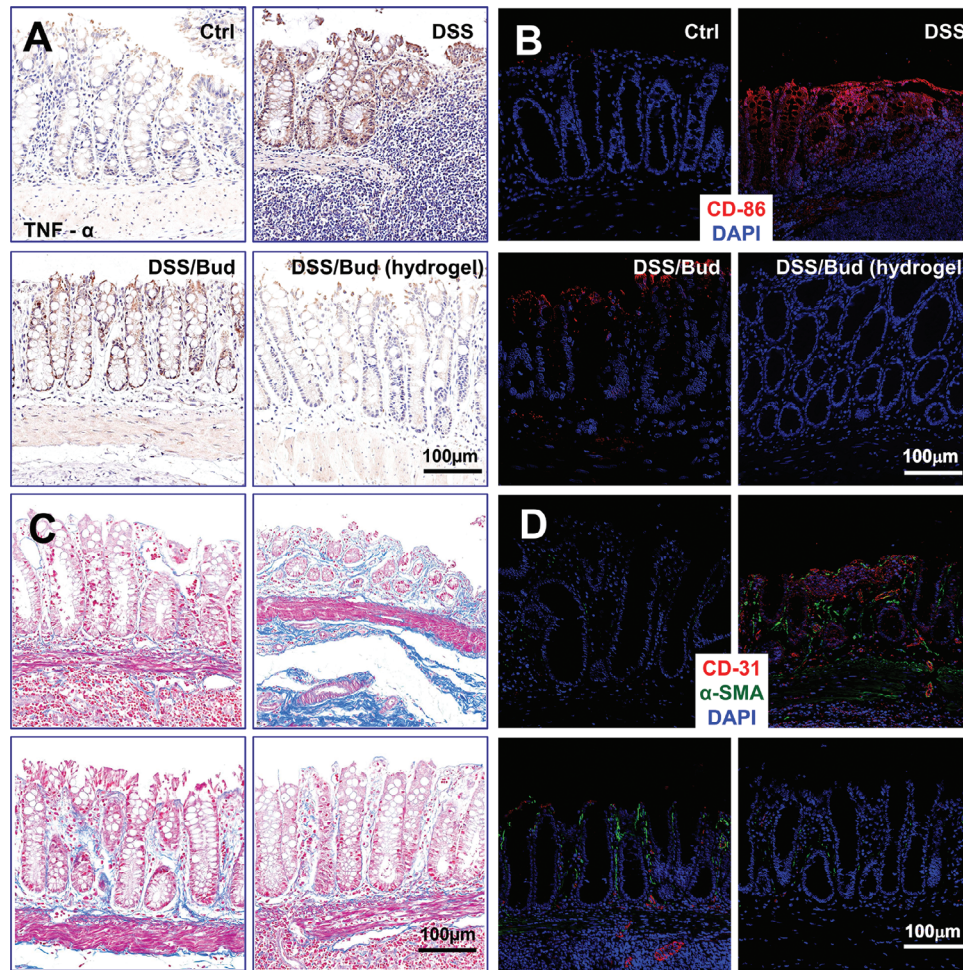 A
Ctrl
DSS
TNF - α
DSS/Bud
DSS/Bud (hydrogel)
100μm
B
Ctrl
DSS
CD-86
DAPI
DSS/Bud
DSS/Bud (hydrogel
100μm
C
100μm
D
CD-31
α-SMA
DAPI
100μm